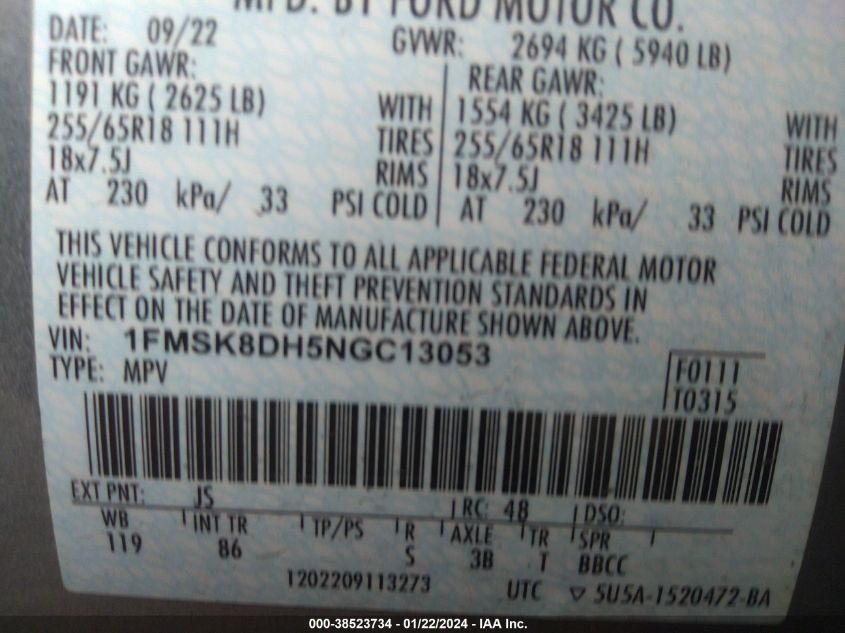 MFD. BY FORD MOTOR CO.
DATE: 09/22 GVWR: 2694 KG ( 5940 LB)
FRONT GAWR: REAR GAWR:
1191 KG ( 2625 LB) WITH 1554 KG ( 3425 LB) WITH
255/65R18 111H TIRES 255/65R18 111H TIRES
18x7.5J RIMS 18x7.5J RIMS
AT 230 kPa/ 33 PSI COLD AT 230 kPa/ 33 PSI COLD
THIS VEHICLE CONFORMS TO ALL APPLICABLE FEDERAL MOTOR
VEHICLE SAFETY AND THEFT PREVENTION STANDARDS IN
EFFECT ON THE DATE OF MANUFACTURE SHOWN ABOVE.
VIN: 1FMSK8DH5NGC13053
TYPE: MPV
F0111
T0315
EXT PNT: JS RC: 48 DSO:
WB INT TR TP/PS R AXLE TR SPR
119 86 S 3B T BBCC
1202209113273 UTC ▽ 5U5A-1520472-BA
000-38523734 - 01/22/2024 - IAA Inc.